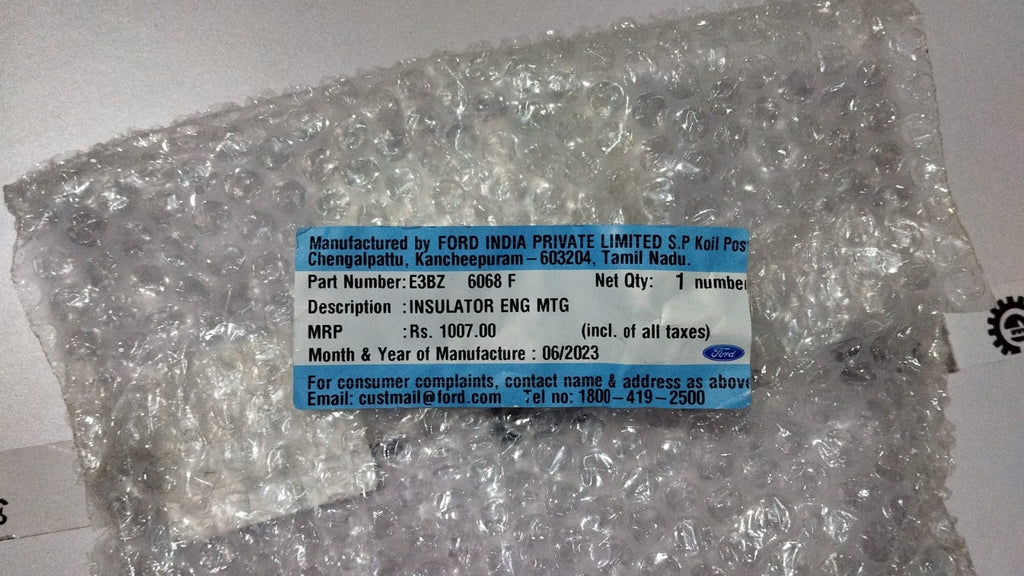 Manufactured by FORD INDIA PRIVATE LIMITED S.P Koil Pos
Chengalpattu, Kancheepuram – 603204, Tamil Nadu.
Part Number: E3BZ 6068 F Net Qty: 1 number
Description : INSULATOR ENG MTG
MRP : Rs. 1007.00 (incl. of all taxes)
Month & Year of Manufacture : 06/2023
Ford
For consumer complaints, contact name & address as above
Email: custmail@ford.com Tel no: 1800–419–2500